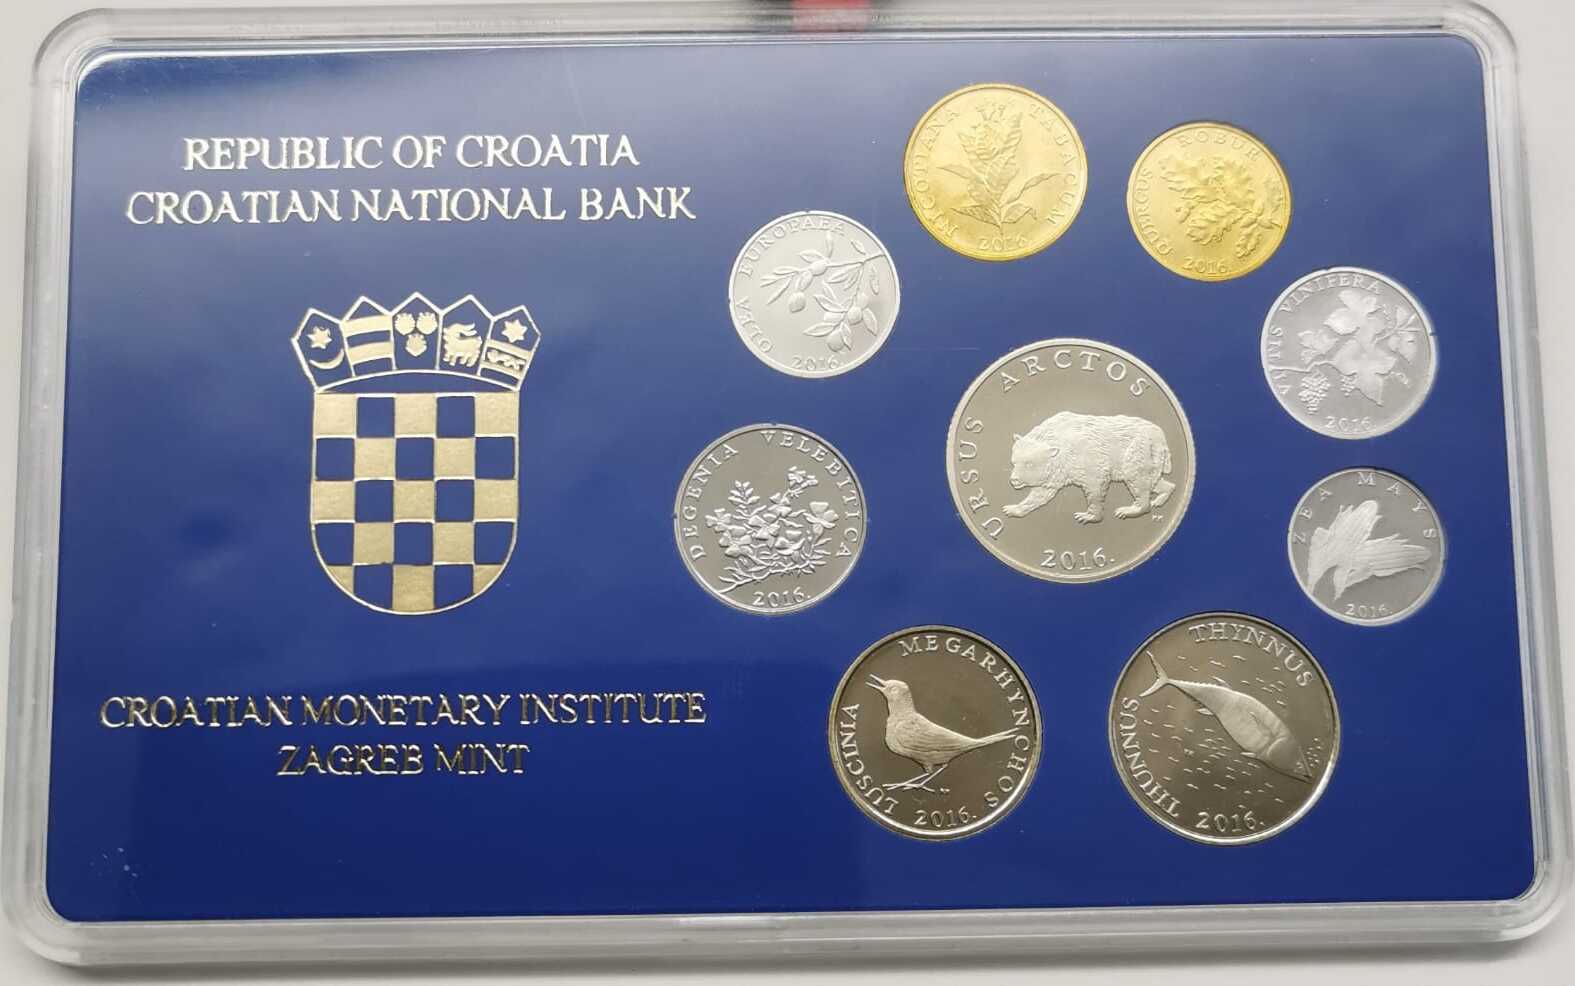 REPUBLIC OF CROATIA
CROATIAN NATIONAL BANK
CROATIAN MONETARY INSTITUTE
ZAGREB MINT
NICOTIANA TABACUM
2016.
QUERCUS ROBUR
2016.
OLEA EUROPAEA
2016.
VITIS VINIFERA
2016.
URSUS ARCTOS
2016.
DEGENIA VELEBITICA
2016.
ZEA MAYS
2016.
LUSCINIA MEGARHYNCHOS
2016.
THUNNUS THYNNUS
2016.